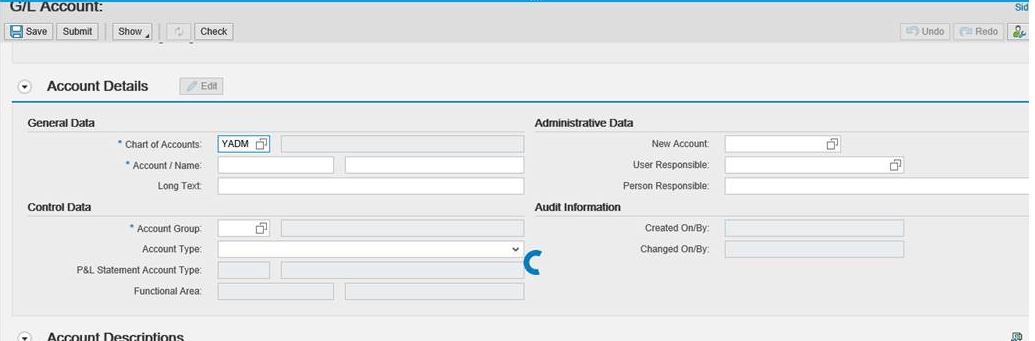 G/L Account:
Sid
Save Submit Show Check Undo Redo
Account Details Edit
General Data
* Chart of Accounts: YADM
* Account / Name:
Long Text:
Control Data
* Account Group:
Account Type:
P&L Statement Account Type:
Functional Area:
Administrative Data
New Account:
User Responsible:
Person Responsible:
Audit Information
Created On/By:
Changed On/By:
Account Descriptions